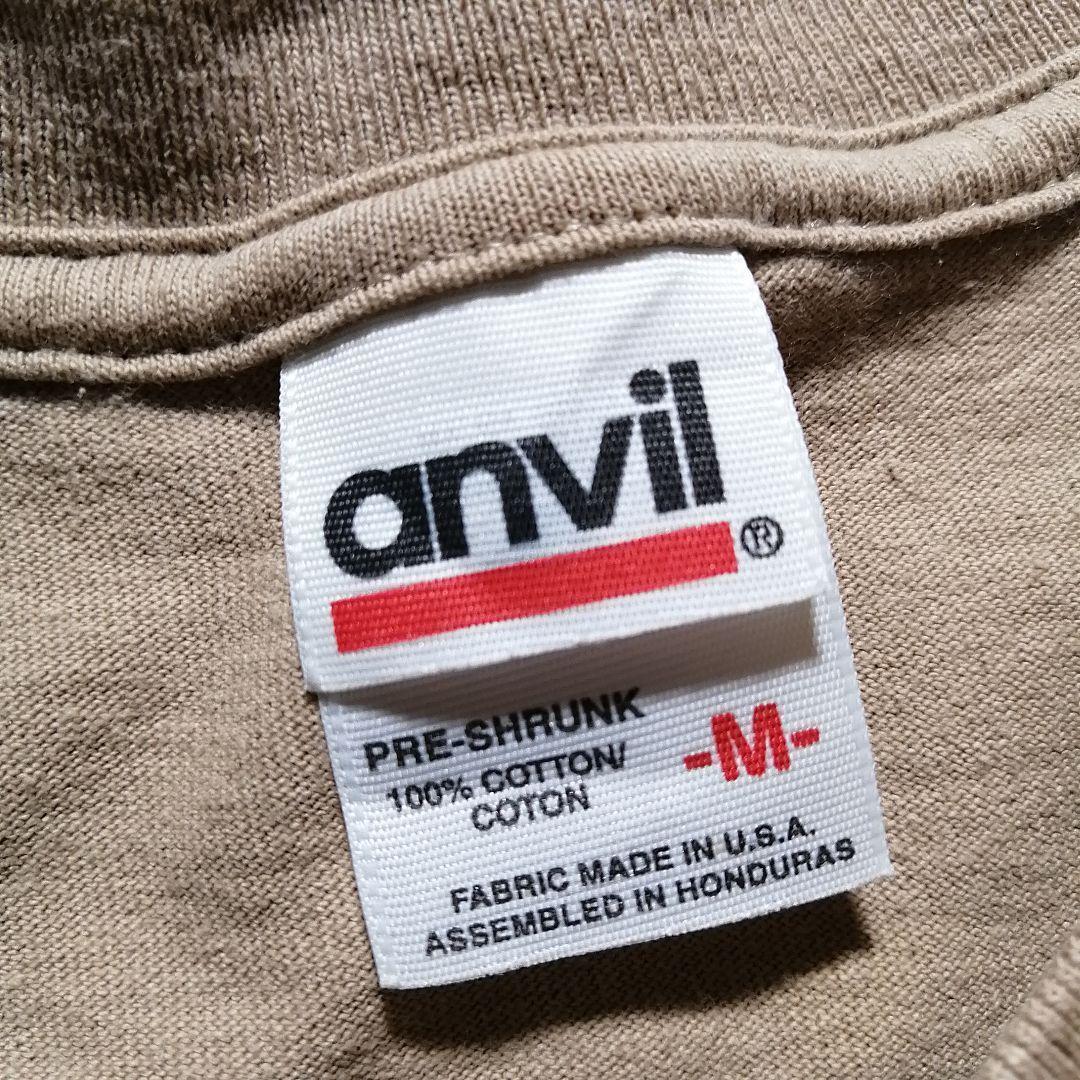 anvil®
PRE-SHRUNK
100% COTTON/
COTON
-M-
FABRIC MADE IN U.S.A.
ASSEMBLED IN HONDURAS